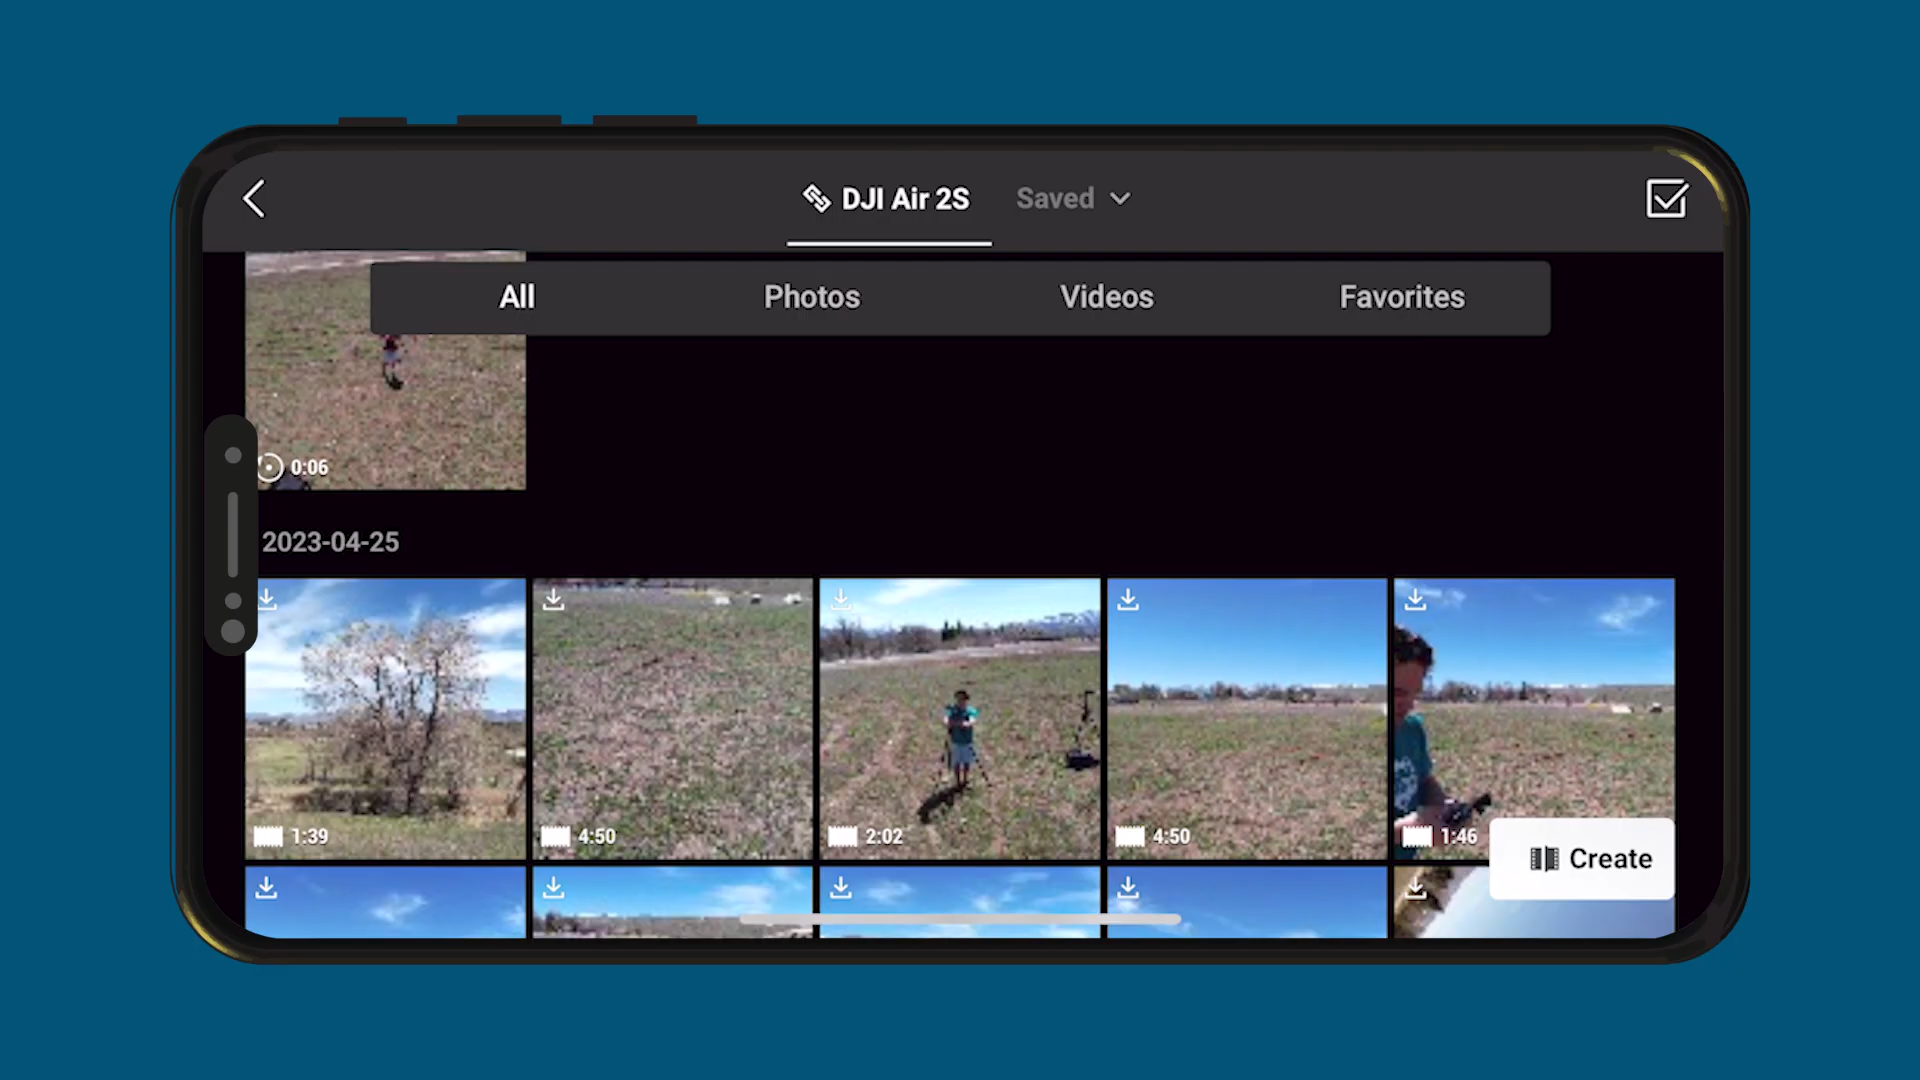 DJI Air 2S
Saved
All
Photos
Videos
Favorites
0:06
2023-04-25
1:39
4:50
2:02
4:50
1:46
Create